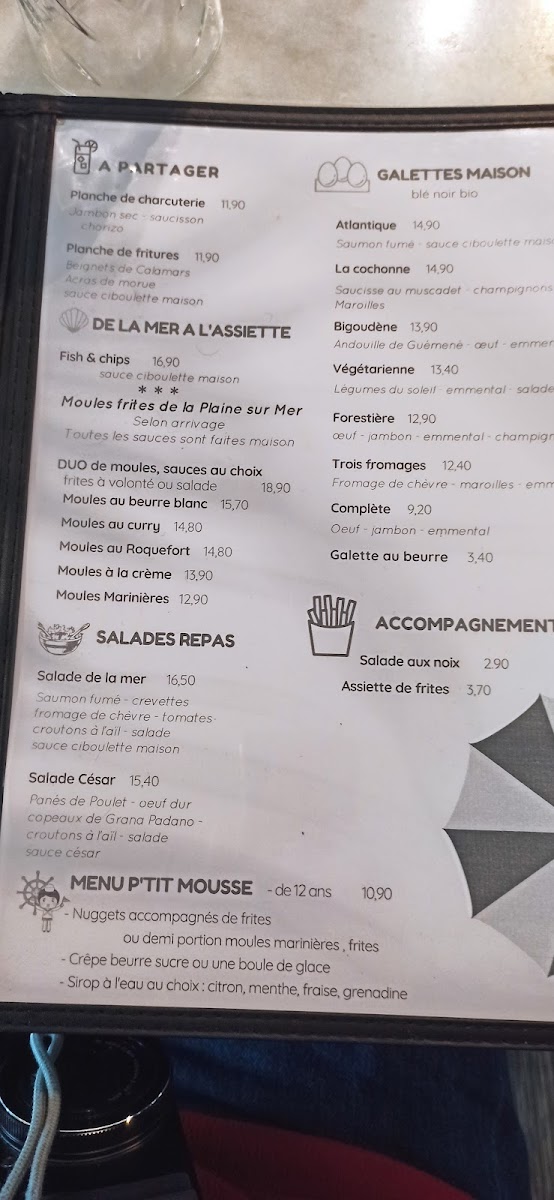 A PARTAGER
Planche de charcuterie 11,90
Jambon sec - saucisson
chorizo
Planche de fritures 11,90
Beignets de Calamars
Acras de morue
sauce ciboulette maison
DE LA MER A L'ASSIETTE
Fish & chips 16,90
sauce ciboulette maison
* * *
Moules frites de la Plaine sur Mer
Selon arrivage
Toutes les sauces sont faites maison
DUO de moules, sauces au choix
frites à volonté ou salade 18,90
Moules au beurre blanc 15,70
Moules au curry 14,80
Moules au Roquefort 14,80
Moules à la crème 13,90
Moules Marinières 12,90
SALADES REPAS
Salade de la mer 16,50
Saumon fumé - crevettes
fromage de chèvre - tomates-
croutons à l'ail - salade
sauce ciboulette maison
Salade César 15,40
Panés de Poulet - oeuf dur
copeaux de Grana Padano -
croutons à l'ail - salade
sauce césar
GALETTES MAISON
blé noir bio
Atlantique 14,90
Saumon fumé - sauce ciboulette mais
La cochonne 14,90
Saucisse au muscadet - champignons
Maroilles
Bigoudène 13,90
Andouille de Guémené - œuf - emmer
Végétarienne 13,40
Légumes du soleil - emmental - salade
Forestière 12,90
œuf - jambon - emmental - champign
Trois fromages 12,40
Fromage de chèvre - maroilles - emm
Complète 9,20
Oeuf - jambon - emmental
Galette au beurre 3,40
ACCOMPAGNEMENT
Salade aux noix 2.90
Assiette de frites 3,70
MENU P'TIT MOUSSE - de 12 ans 10,90
- Nuggets accompagnés de frites
ou demi portion moules marinières , frites
- Crêpe beurre sucre ou une boule de glace
- Sirop à l'eau au choix : citron, menthe, fraise, grenadine